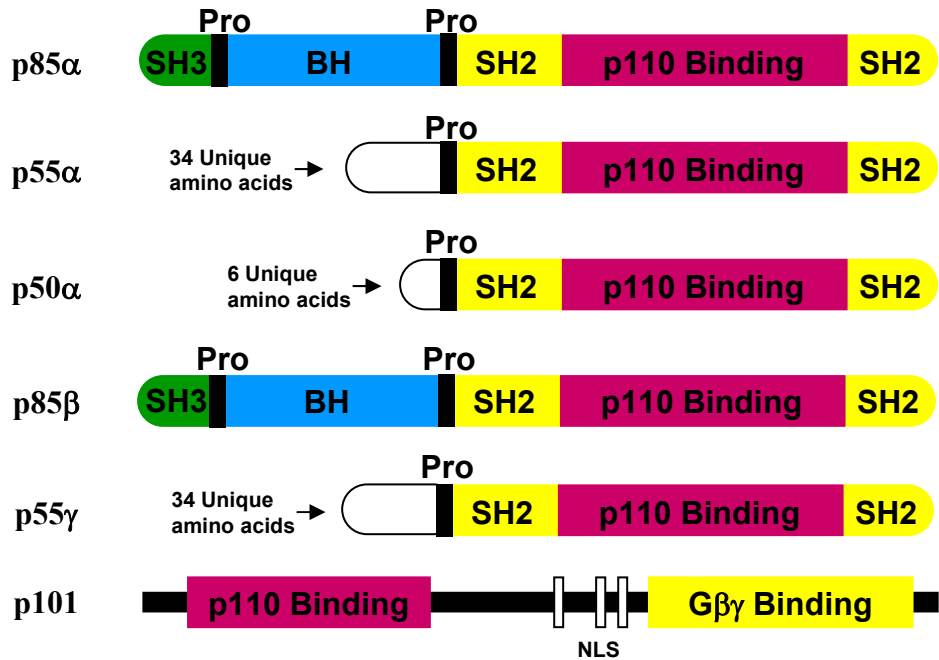 Pro Pro
p85α SH3 BH SH2 p110 Binding SH2
Pro
p55α 34 Unique amino acids SH2 p110 Binding SH2
Pro
p50α 6 Unique amino acids SH2 p110 Binding SH2
Pro Pro
p85β SH3 BH SH2 p110 Binding SH2
Pro
p55γ 34 Unique amino acids SH2 p110 Binding SH2
p101 p110 Binding Gβγ Binding
NLS